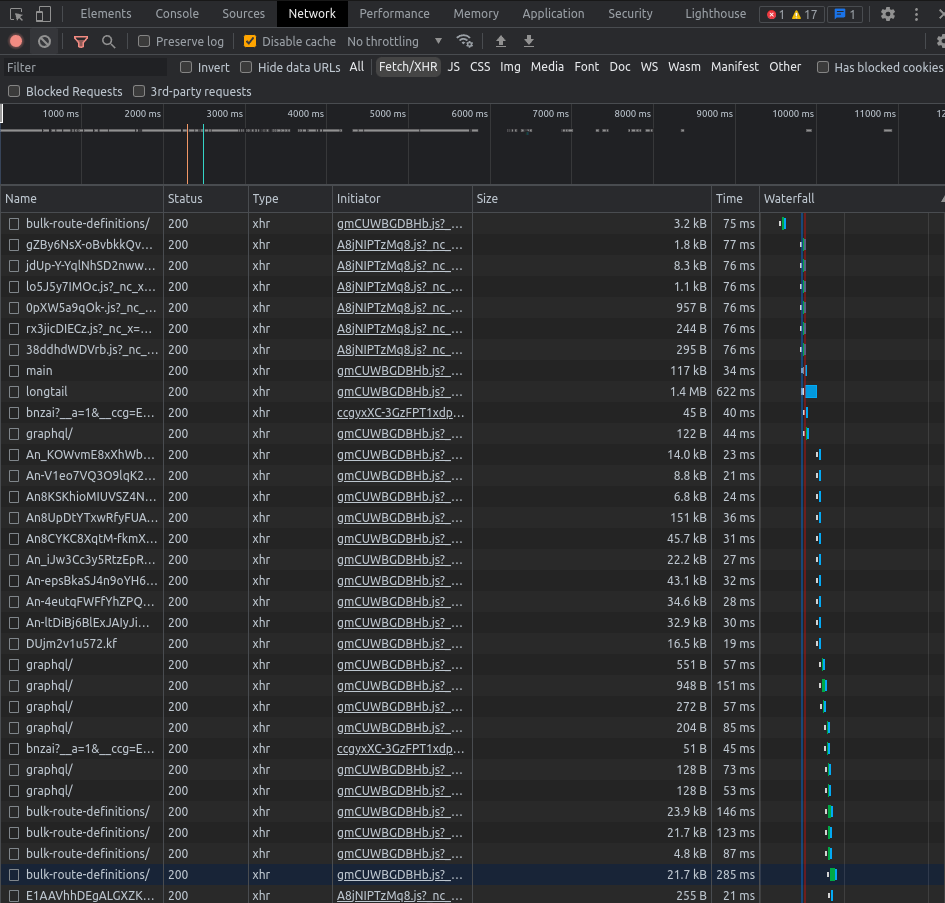 Elements Console Sources Network Performance Memory Application Security Lighthouse 1 17 1
Preserve log Disable cache No throttling
Filter Invert Hide data URLs All Fetch/XHR JS CSS Img Media Font Doc WS Wasm Manifest Other Has blocked cookies
Blocked Requests 3rd-party requests
1000 ms 2000 ms 3000 ms 4000 ms 5000 ms 6000 ms 7000 ms 8000 ms 9000 ms 10000 ms 11000 ms 12
Name Status Type Initiator Size Time Waterfall
bulk-route-definitions/ 200 xhr gmCUWBGDBHb.js?_... 3.2 kB 75 ms
gZBy6NsX-oBvbkkQv... 200 xhr A8jNIPTzMq8.js?_nc_... 1.8 kB 77 ms
jdUp-Y-YqlNhSD2nww... 200 xhr A8jNIPTzMq8.js?_nc_... 8.3 kB 76 ms
lo5J5y7IMOc.js?_nc_x... 200 xhr A8jNIPTzMq8.js?_nc_... 1.1 kB 76 ms
0pXW5a9qOk-.js?_nc_... 200 xhr A8jNIPTzMq8.js?_nc_... 957 B 76 ms
rx3jicDIECz.js?_nc_x=... 200 xhr A8jNIPTzMq8.js?_nc_... 244 B 76 ms
38ddhdWDVrb.js?_nc_... 200 xhr A8jNIPTzMq8.js?_nc_... 295 B 76 ms
main 200 xhr gmCUWBGDBHb.js?_... 117 kB 34 ms
longtail 200 xhr gmCUWBGDBHb.js?_... 1.4 MB 622 ms
bnzai?__a=1&__ccg=E... 200 xhr ccgyxXC-3GzFPT1xdp... 45 B 40 ms
graphql/ 200 xhr gmCUWBGDBHb.js?_... 122 B 44 ms
An_KOWvmE8xXhWb... 200 xhr gmCUWBGDBHb.js?_... 14.0 kB 23 ms
An-V1eo7VQ3O9lqK2... 200 xhr gmCUWBGDBHb.js?_... 8.8 kB 21 ms
An8KSKhioMIUVSZ4N... 200 xhr gmCUWBGDBHb.js?_... 6.8 kB 24 ms
An8UpDtYTxwRfyFUA... 200 xhr gmCUWBGDBHb.js?_... 151 kB 36 ms
An8CYKC8XqtM-fkmX... 200 xhr gmCUWBGDBHb.js?_... 45.7 kB 31 ms
An_iJw3Cc3y5RtzEpR... 200 xhr gmCUWBGDBHb.js?_... 22.2 kB 27 ms
An-epsBkaSJ4n9oYH6... 200 xhr gmCUWBGDBHb.js?_... 43.1 kB 32 ms
An-4eutqFWFfYhZPQ... 200 xhr gmCUWBGDBHb.js?_... 34.6 kB 28 ms
An-ltDiBj6BlExJAIyJi... 200 xhr gmCUWBGDBHb.js?_... 32.9 kB 30 ms
DUjm2v1u572.kf 200 xhr gmCUWBGDBHb.js?_... 16.5 kB 19 ms
graphql/ 200 xhr gmCUWBGDBHb.js?_... 551 B 57 ms
graphql/ 200 xhr gmCUWBGDBHb.js?_... 948 B 151 ms
graphql/ 200 xhr gmCUWBGDBHb.js?_... 272 B 57 ms
graphql/ 200 xhr gmCUWBGDBHb.js?_... 204 B 85 ms
bnzai?__a=1&__ccg=E... 200 xhr ccgyxXC-3GzFPT1xdp... 51 B 45 ms
graphql/ 200 xhr gmCUWBGDBHb.js?_... 128 B 73 ms
graphql/ 200 xhr gmCUWBGDBHb.js?_... 128 B 53 ms
bulk-route-definitions/ 200 xhr gmCUWBGDBHb.js?_... 23.9 kB 146 ms
bulk-route-definitions/ 200 xhr gmCUWBGDBHb.js?_... 21.7 kB 123 ms
bulk-route-definitions/ 200 xhr gmCUWBGDBHb.js?_... 4.8 kB 87 ms
bulk-route-definitions/ 200 xhr gmCUWBGDBHb.js?_... 21.7 kB 285 ms
E1AAVhhDEgALGXZK... 200 xhr A8jNIPTzMq8.js?_nc_... 255 B 21 ms